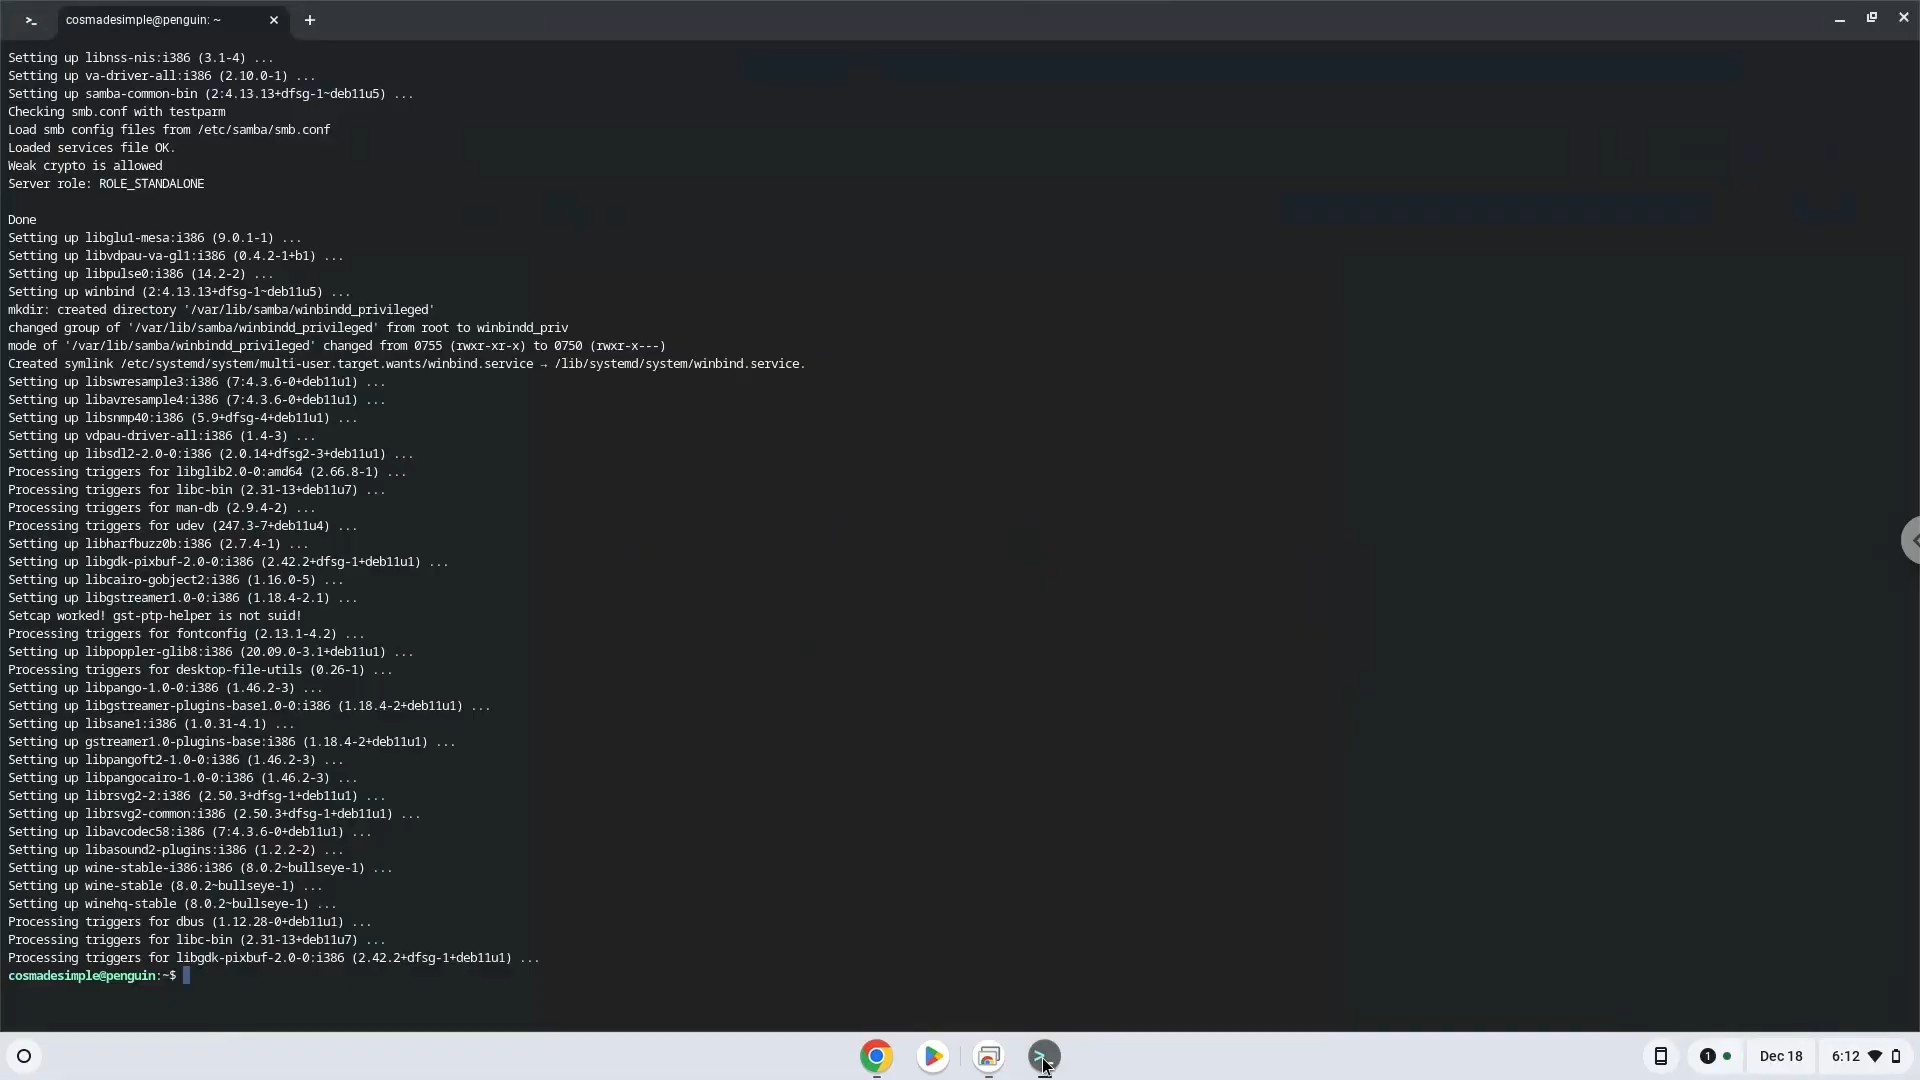 cosmadesimple@penguin: ~
Setting up libnss-nis:i386 (3.1-4) ...
Setting up va-driver-all:i386 (2.10.0-1) ...
Setting up samba-common-bin (2:4.13.13+dfsg-1~deb11u5) ...
Checking smb.conf with testparm
Load smb config files from /etc/samba/smb.conf
Loaded services file OK.
Weak crypto is allowed
Server role: ROLE_STANDALONE
Done
Setting up libglu1-mesa:i386 (9.0.1-1) ...
Setting up libvdpau-va-gl1:i386 (0.4.2-1+b1) ...
Setting up libpulse0:i386 (14.2-2) ...
Setting up winbind (2:4.13.13+dfsg-1~deb11u5) ...
mkdir: created directory '/var/lib/samba/winbindd_privileged'
changed group of '/var/lib/samba/winbindd_privileged' from root to winbindd_priv
mode of '/var/lib/samba/winbindd_privileged' changed from 0755 (rwxr-xr-x) to 0750 (rwxr-x---)
Created symlink /etc/systemd/system/multi-user.target.wants/winbind.service → /lib/systemd/system/winbind.service.
Setting up libswresample3:i386 (7:4.3.6-0+deb11u1) ...
Setting up libavresample4:i386 (7:4.3.6-0+deb11u1) ...
Setting up libsnmp40:i386 (5.9+dfsg-4+deb11u1) ...
Setting up vdpau-driver-all:i386 (1.4-3) ...
Setting up libsdl2-2.0-0:i386 (2.0.14+dfsg2-3+deb11u1) ...
Processing triggers for libglib2.0-0:amd64 (2.66.8-1) ...
Processing triggers for libc-bin (2.31-13+deb11u7) ...
Processing triggers for man-db (2.9.4-2) ...
Processing triggers for udev (247.3-7+deb11u4) ...
Setting up libharfbuzz0b:i386 (2.7.4-1) ...
Setting up libgdk-pixbuf-2.0-0:i386 (2.42.2+dfsg-1+deb11u1) ...
Setting up libcairo-gobject2:i386 (1.16.0-5) ...
Setting up libgstreamer1.0-0:i386 (1.18.4-2.1) ...
Setcap worked! gst-ptp-helper is not suid!
Processing triggers for fontconfig (2.13.1-4.2) ...
Setting up libpoppler-glib8:i386 (20.09.0-3.1+deb11u1) ...
Processing triggers for desktop-file-utils (0.26-1) ...
Setting up libpango-1.0-0:i386 (1.46.2-3) ...
Setting up libgstreamer-plugins-base1.0-0:i386 (1.18.4-2+deb11u1) ...
Setting up libsane1:i386 (1.0.31-4.1) ...
Setting up gstreamer1.0-plugins-base:i386 (1.18.4-2+deb11u1) ...
Setting up libpangoft2-1.0-0:i386 (1.46.2-3) ...
Setting up libpangocairo-1.0-0:i386 (1.46.2-3) ...
Setting up librsvg2-2:i386 (2.50.3+dfsg-1+deb11u1) ...
Setting up librsvg2-common:i386 (2.50.3+dfsg-1+deb11u1) ...
Setting up libavcodec58:i386 (7:4.3.6-0+deb11u1) ...
Setting up libasound2-plugins:i386 (1.2.2-2) ...
Setting up wine-stable-i386:i386 (8.0.2~bullseye-1) ...
Setting up wine-stable (8.0.2~bullseye-1) ...
Setting up winehq-stable (8.0.2~bullseye-1) ...
Processing triggers for dbus (1.12.28-0+deb11u1) ...
Processing triggers for libc-bin (2.31-13+deb11u7) ...
Processing triggers for libgdk-pixbuf-2.0-0:i386 (2.42.2+dfsg-1+deb11u1) ...
cosmadesimple@penguin:~$
1 Dec 18 6:12